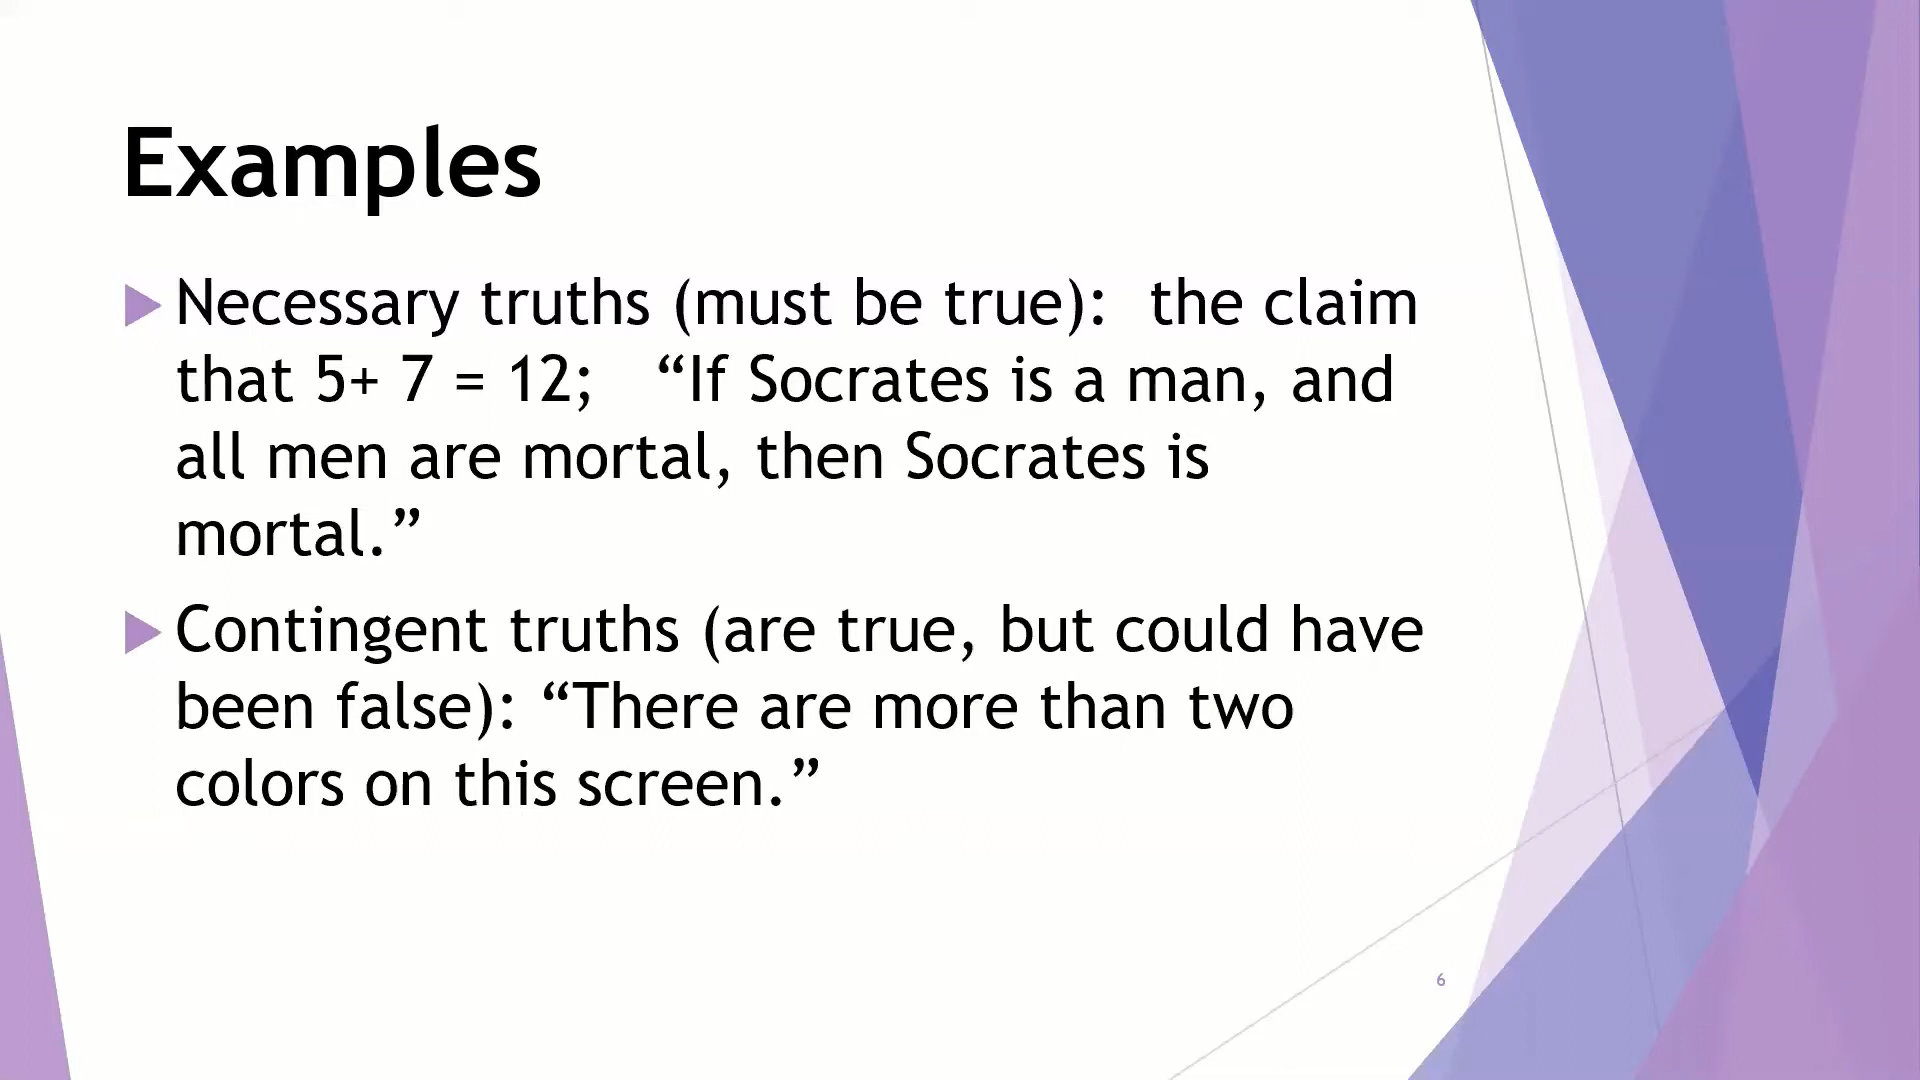 Examples
Necessary truths (must be true):  the claim
that 5+ 7 = 12;   “If Socrates is a man, and
all men are mortal, then Socrates is
mortal.”
Contingent truths (are true, but could have
been false): “There are more than two
colors on this screen.”
6